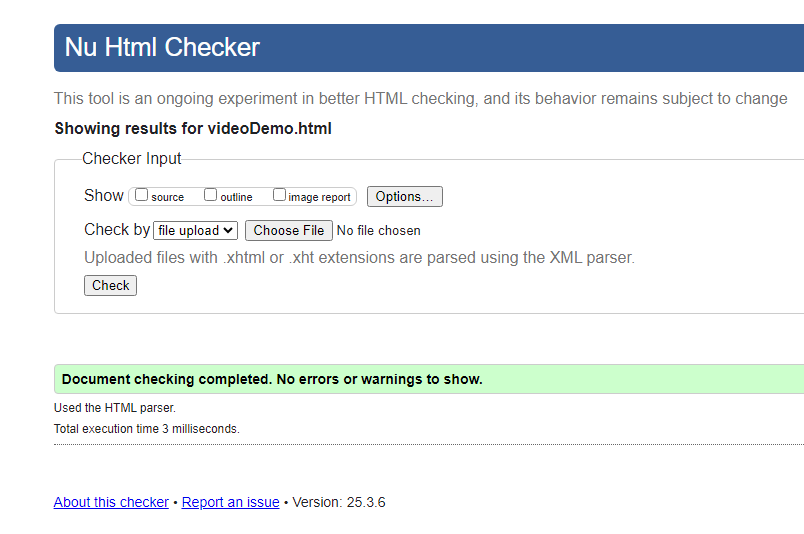 Nu Html Checker
This tool is an ongoing experiment in better HTML checking, and its behavior remains subject to change
Showing results for videoDemo.html
Checker Input
Show source outline image report Options...
Check by file upload Choose File No file chosen
Uploaded files with .xhtml or .xht extensions are parsed using the XML parser.
Check
Document checking completed. No errors or warnings to show.
Used the HTML parser.
Total execution time 3 milliseconds.
About this checker • Report an issue • Version: 25.3.6